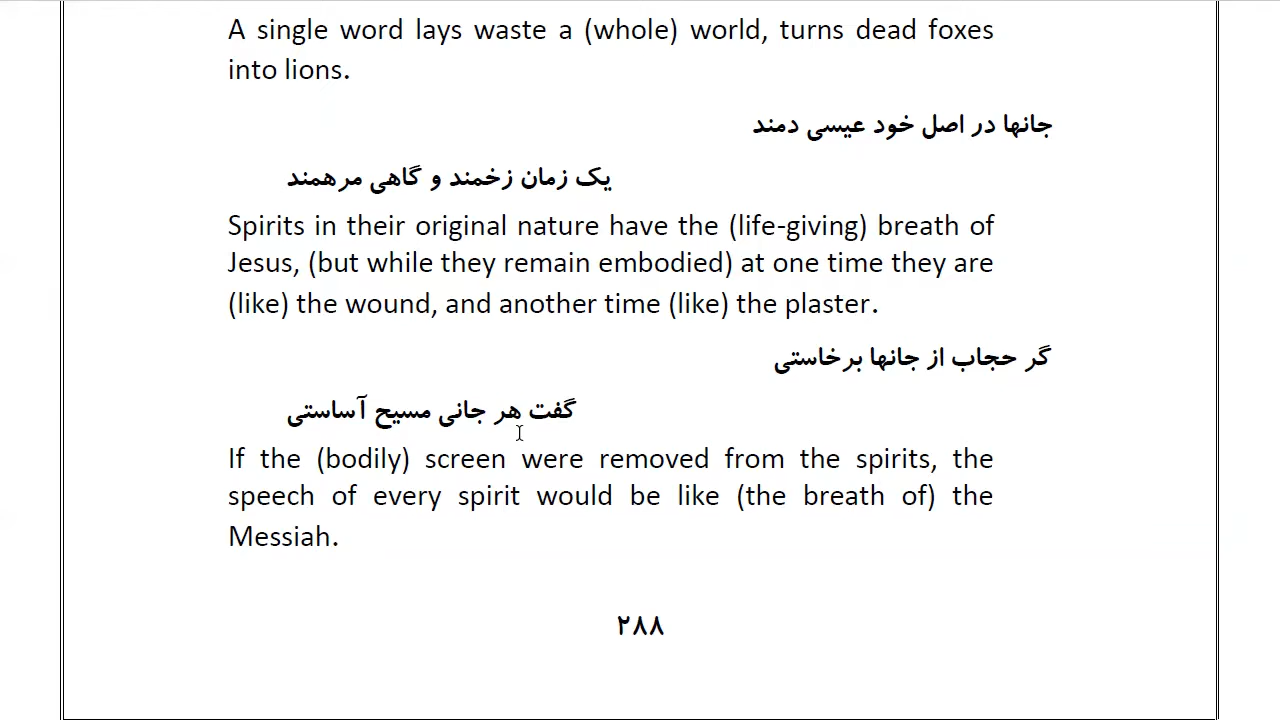 A single word lays waste a (whole) world, turns dead foxes
into lions.
جانها در اصل خود عیسی دمند
یک زمان زخمند و گاهی مرهمند
Spirits in their original nature have the (life-giving) breath of
Jesus, (but while they remain embodied) at one time they are
(like) the wound, and another time (like) the plaster.
گر حجاب از جانها برخاستی
گفت هر جانی مسیح آساستی
If the (bodily) screen were removed from the spirits, the
speech of every spirit would be like (the breath of) the
Messiah.
۲۸۸